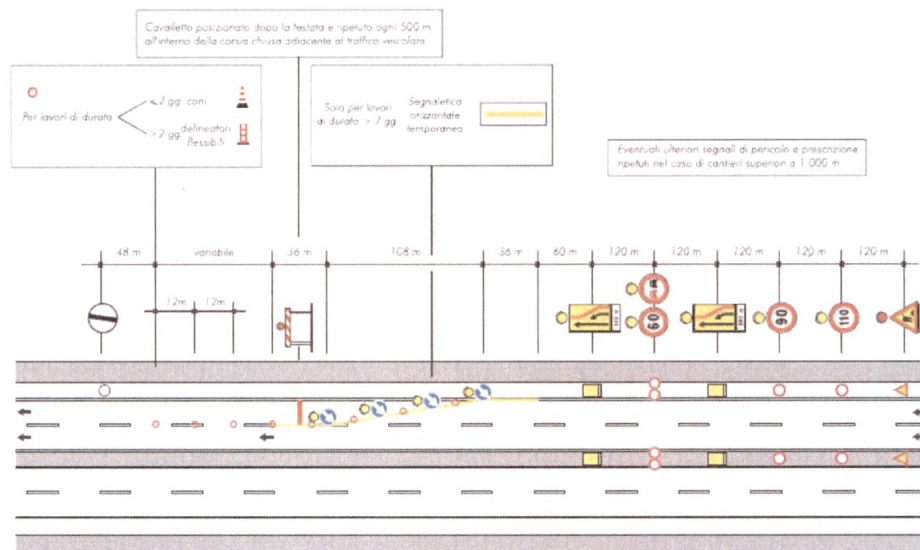 Cavalletto posizionato dopo la testata e ripetuto ogni 500 m
all'interno della corsia chiusa adiacente al traffico veicolare
Per lavori di durata
≤2 gg. coni
>2 gg. delineatori
flessibili
Solo per lavori
di durata > 7 gg.
Segnaletica
orizzontale
temporanea
Eventuali ulteriori segnali di pericolo e prescrizione
ripetuti nel caso di cantieri superiori a 1 000 m
48 m variabile 36 m 108 m 36 m 60 m 120 m 120 m 120 m 120 m 120 m
12m 12m
60 90 110